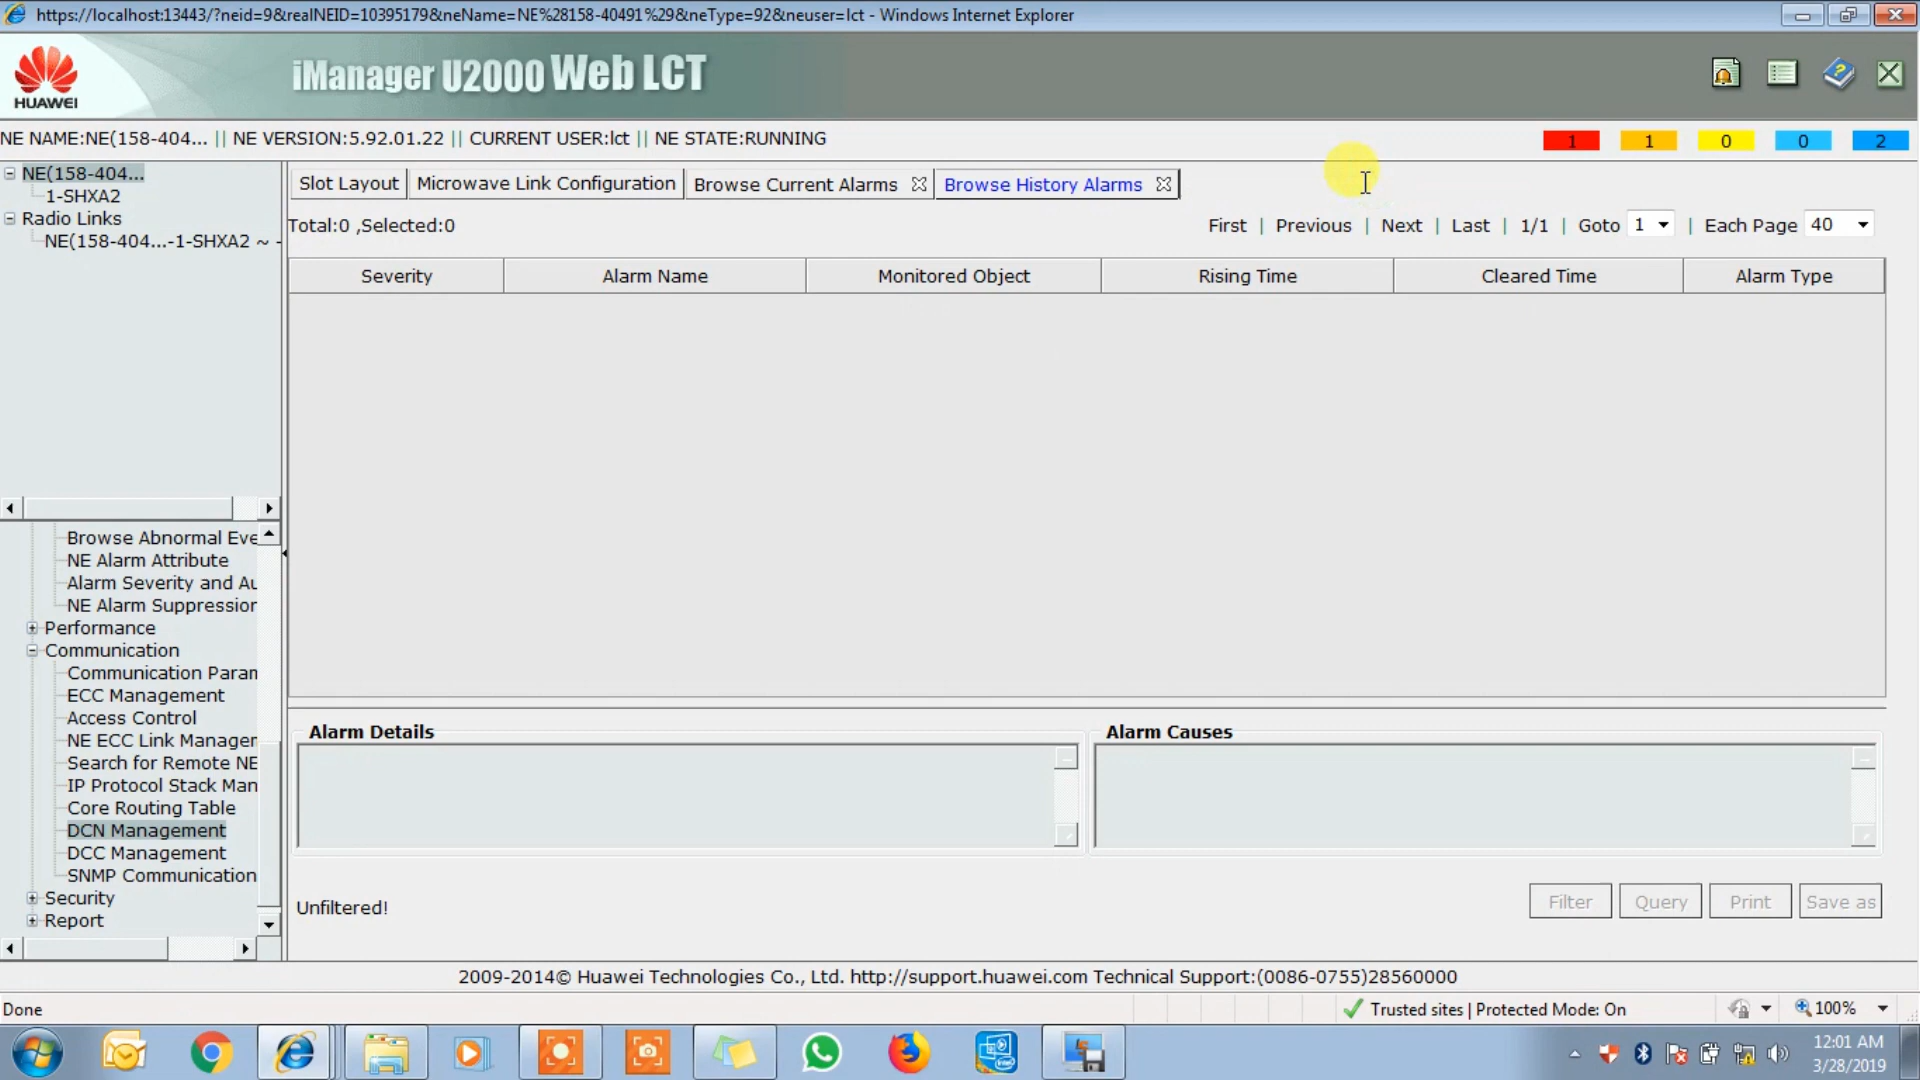 https://localhost:13443/?neid=9&realNEID=10395179&neName=NE%28158-40491%29&neType=92&neuser=lct - Windows Internet Explorer
HUAWEI
iManager U2000 Web LCT
NE NAME:NE(158-404... || NE VERSION:5.92.01.22 || CURRENT USER:lct || NE STATE:RUNNING
1 1 0 0 2
NE(158-404...
1-SHXA2
Radio Links
NE(158-404...-1-SHXA2 ~ -
Slot Layout
Microwave Link Configuration
Browse Current Alarms
Browse History Alarms
Total:0 ,Selected:0
First | Previous | Next | Last | 1/1 | Goto 1 | Each Page 40
Severity
Alarm Name
Monitored Object
Rising Time
Cleared Time
Alarm Type
Browse Abnormal Eve
NE Alarm Attribute
Alarm Severity and Au
NE Alarm Suppression
Performance
Communication
Communication Param
ECC Management
Access Control
NE ECC Link Manager
Search for Remote NE
IP Protocol Stack Man
Core Routing Table
DCN Management
DCC Management
SNMP Communication
Security
Report
Alarm Details
Alarm Causes
Unfiltered!
Filter
Query
Print
Save as
2009-2014© Huawei Technologies Co., Ltd. http://support.huawei.com Technical Support:(0086-0755)28560000
Done
Trusted sites | Protected Mode: On
100%
12:01 AM
3/28/2019